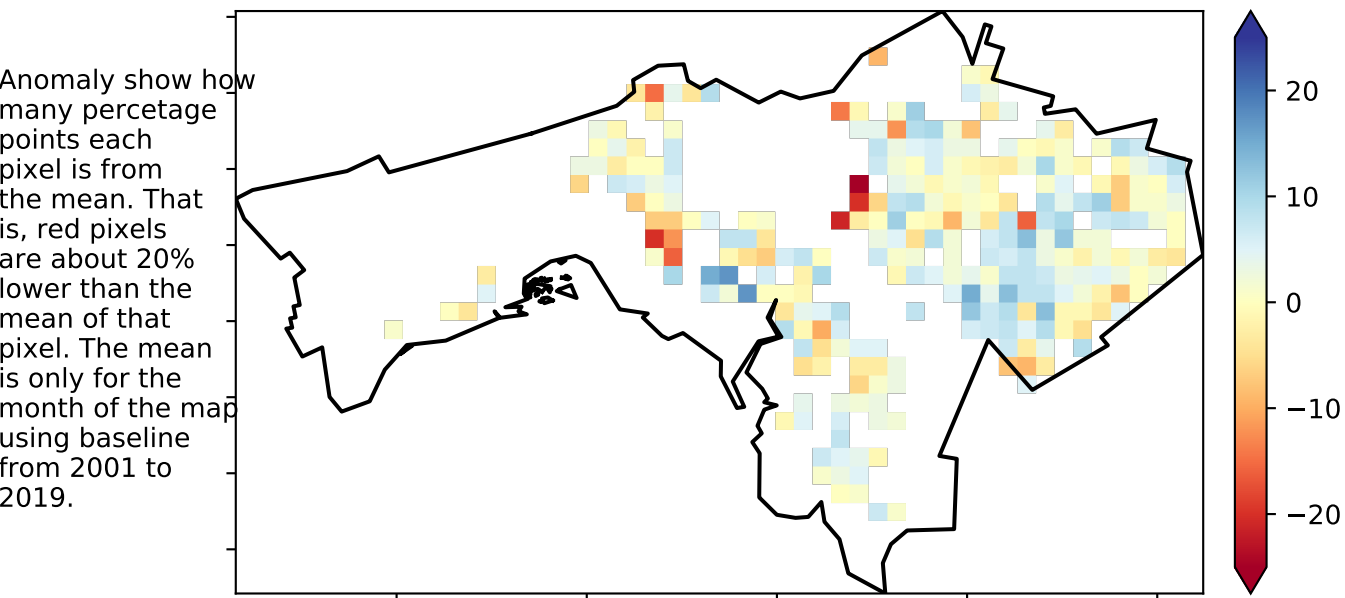 Anomaly show how
many percetage
points each
pixel is from
the mean. That
is, red pixels
are about 20%
lower than the
mean of that
pixel. The mean
is only for the
month of the map
using baseline
from 2001 to
2019.
20
10
0
−10
−20